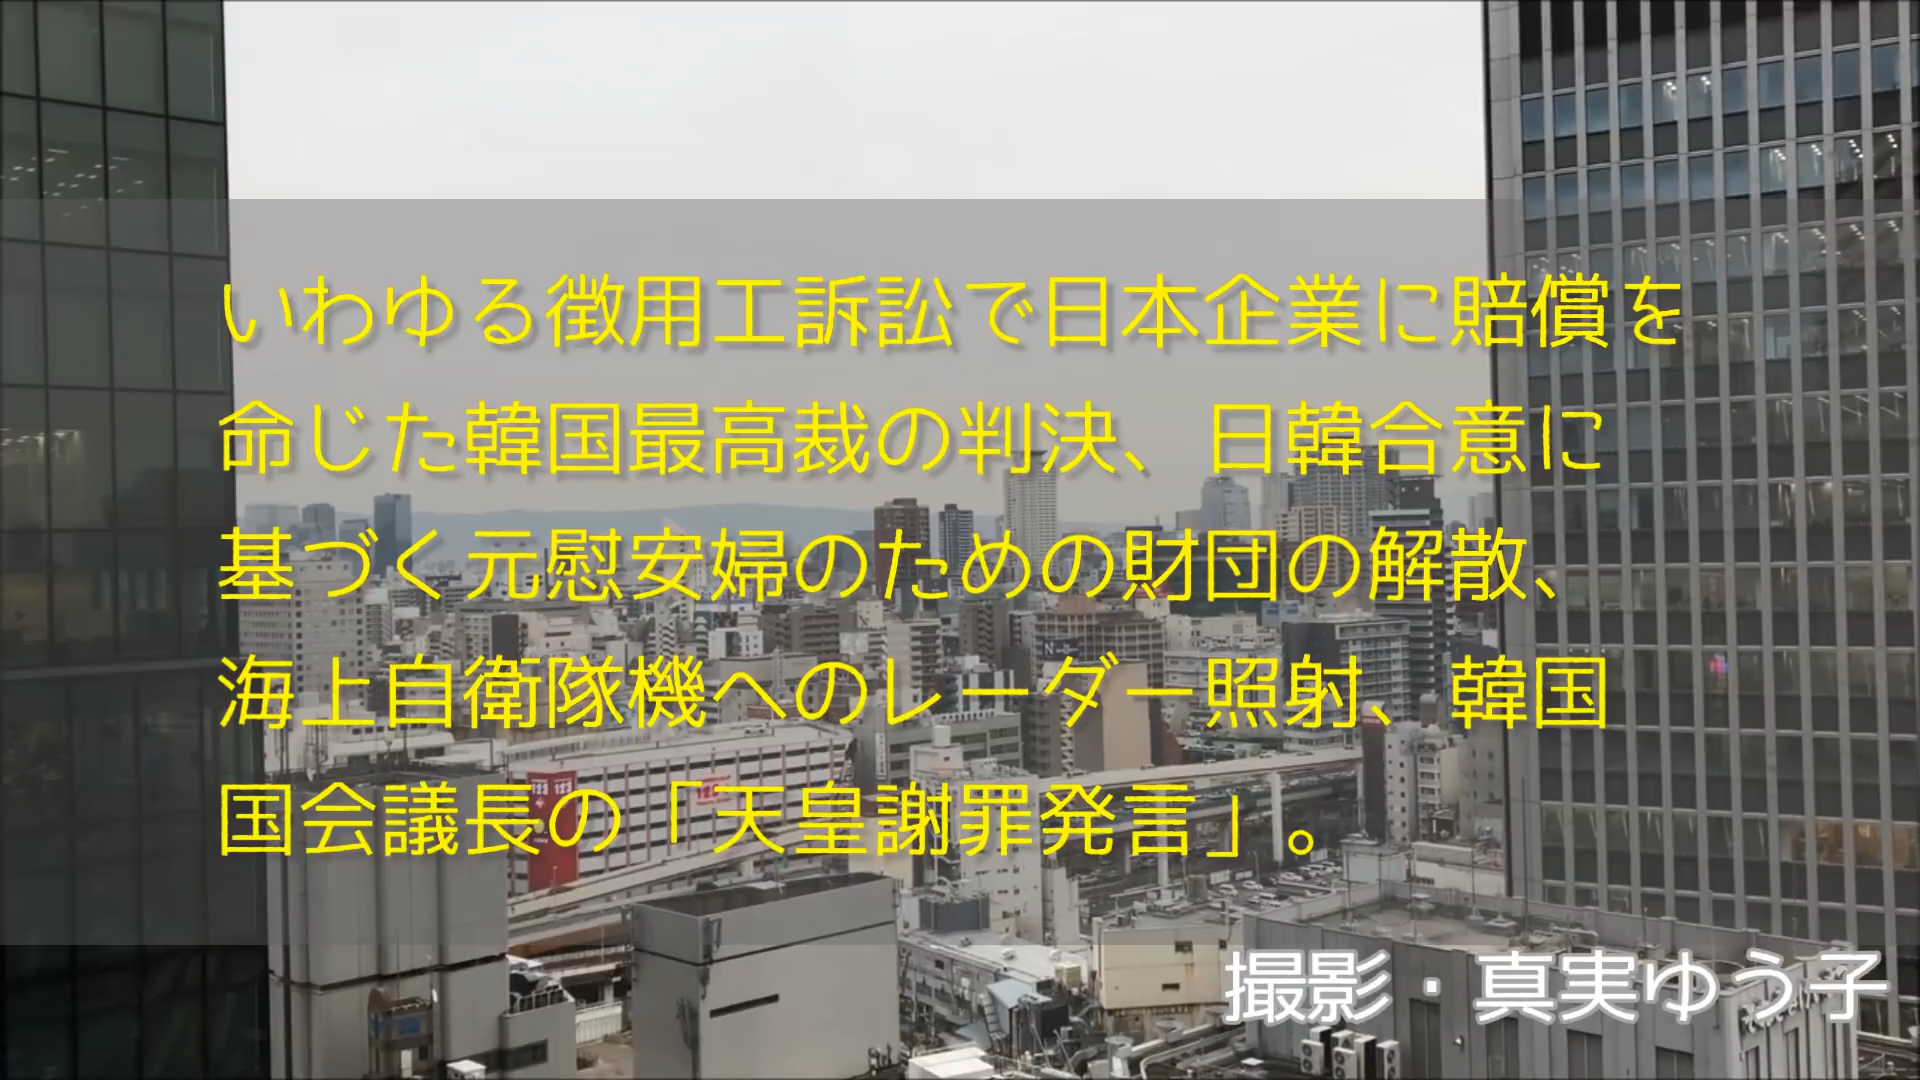 いわゆる徴用工訴訟で日本企業に賠償を
命じた韓国最高裁の判決、日韓合意に
基づく元慰安婦のための財団の解散、
海上自衛隊機へのレーダー照射、韓国
国会議長の「天皇謝罪発言」。
123 123
撮影・真実ゆう子